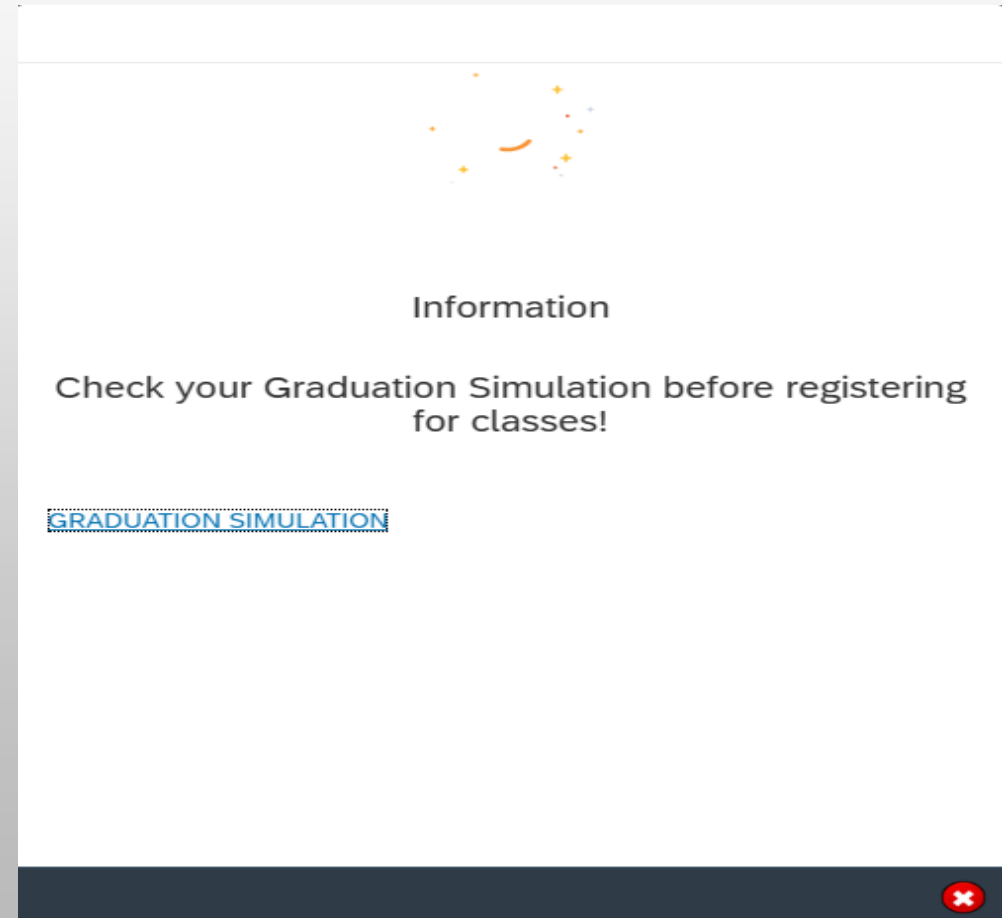 Information
Check your Graduation Simulation before registering
for classes!
GRADUATION SIMULATION